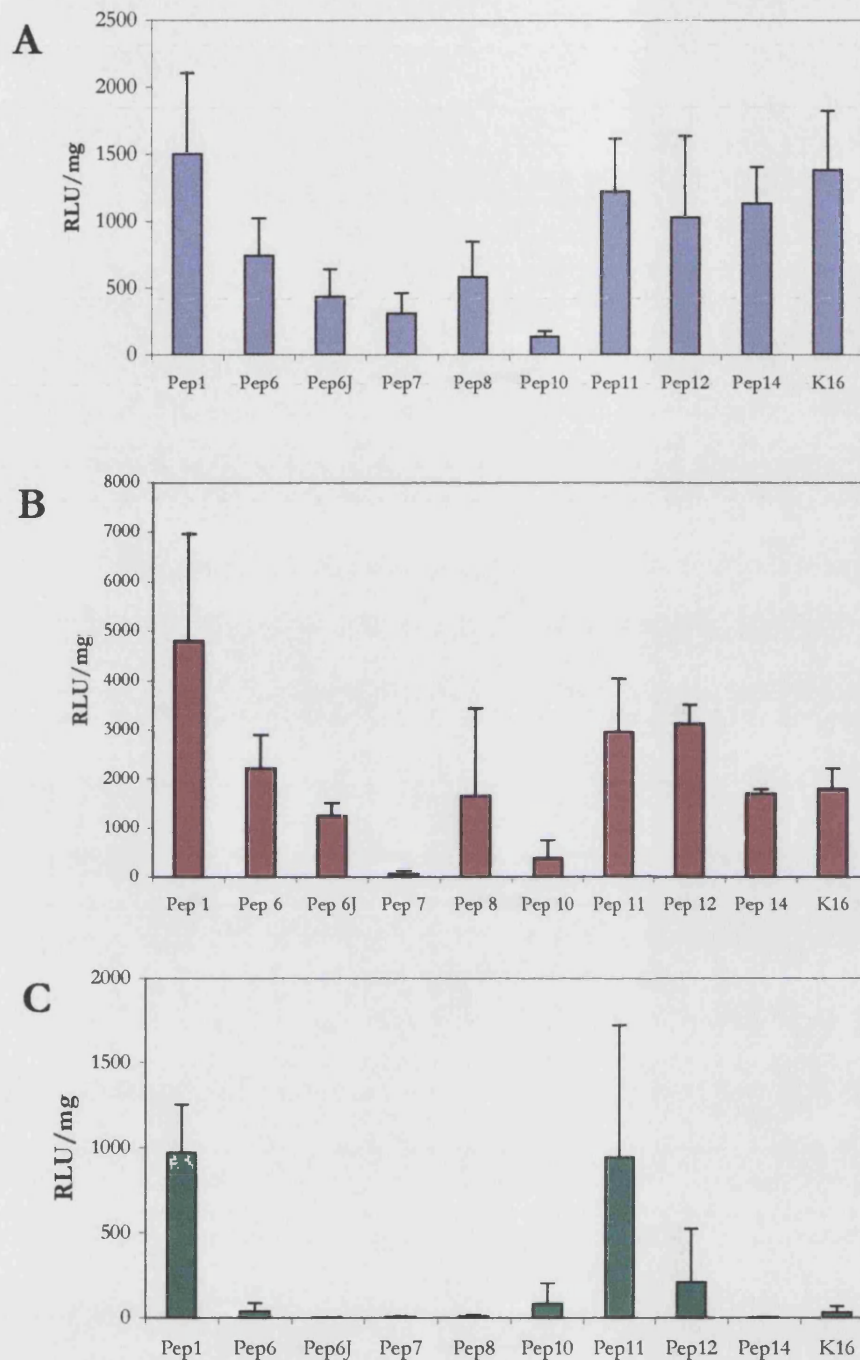 A
2500
2000
1500
1000
500
0
RLU/mg
Pep1 Pep6 Pep6J Pep7 Pep8 Pep10 Pep11 Pep12 Pep14 K16
B
8000
7000
6000
5000
4000
3000
2000
1000
0
RLU/mg
Pep 1 Pep 6 Pep 6J Pep 7 Pep 8 Pep 10 Pep 11 Pep 12 Pep 14 K16
C
2000
1500
1000
500
0
RLU/mg
Pep1 Pep6 Pep6J Pep7 Pep8 Pep10 Pep11 Pep12 Pep14 K16